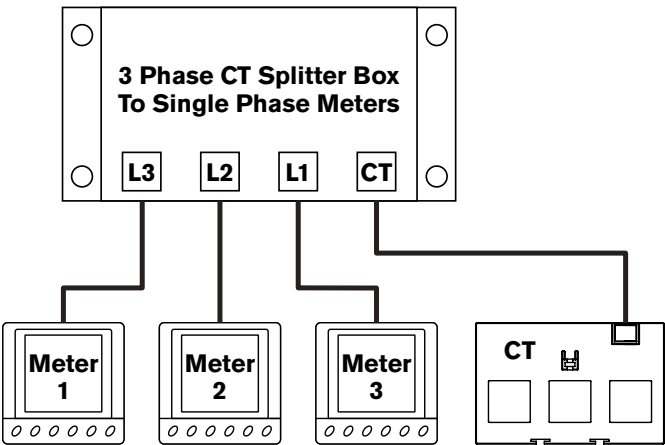 3 Phase CT Splitter Box
To Single Phase Meters
L3 L2 L1 CT
Meter
1
Meter
2
Meter
3
CT